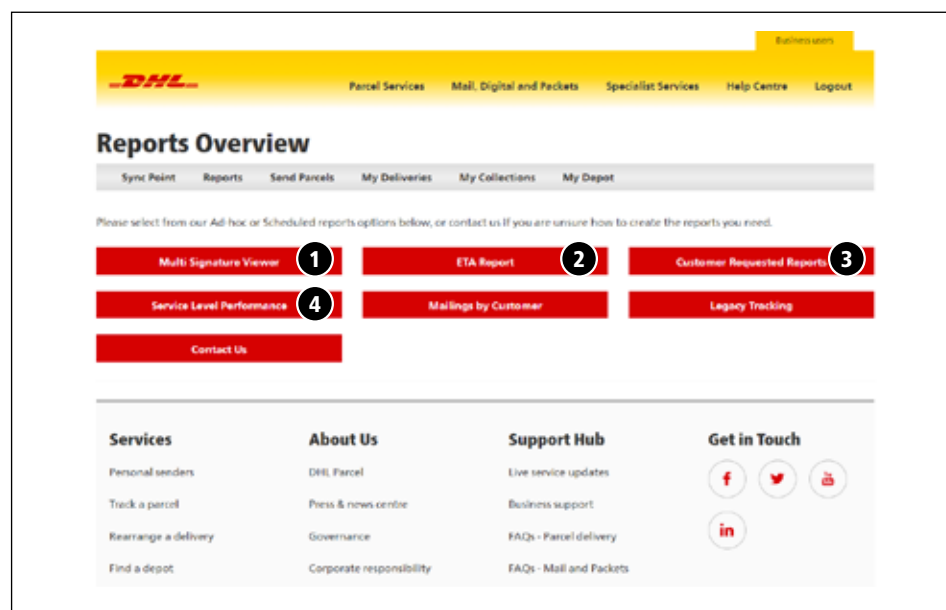 Business users
DHL
Parcel Services Mail, Digital and Packets Specialist Services Help Centre Logout
Reports Overview
Sync Point Reports Send Parcels My Deliveries My Collections My Depot
Please select from our Ad-hoc or Scheduled reports options below, or contact us if you are unsure how to create the reports you need.
Multi Signature Viewer 1 ETA Report 2 Customer Requested Reports 3
Service Level Performance 4 Mailings by Customer Legacy Tracking
Contact Us
Services About Us Support Hub Get in Touch
Personal senders DHL Parcel Live service updates
Track a parcel Press & news centre Business support
Rearrange a delivery Governance FAQs - Parcel delivery
Find a depot Corporate responsibility FAQs - Mail and Packets